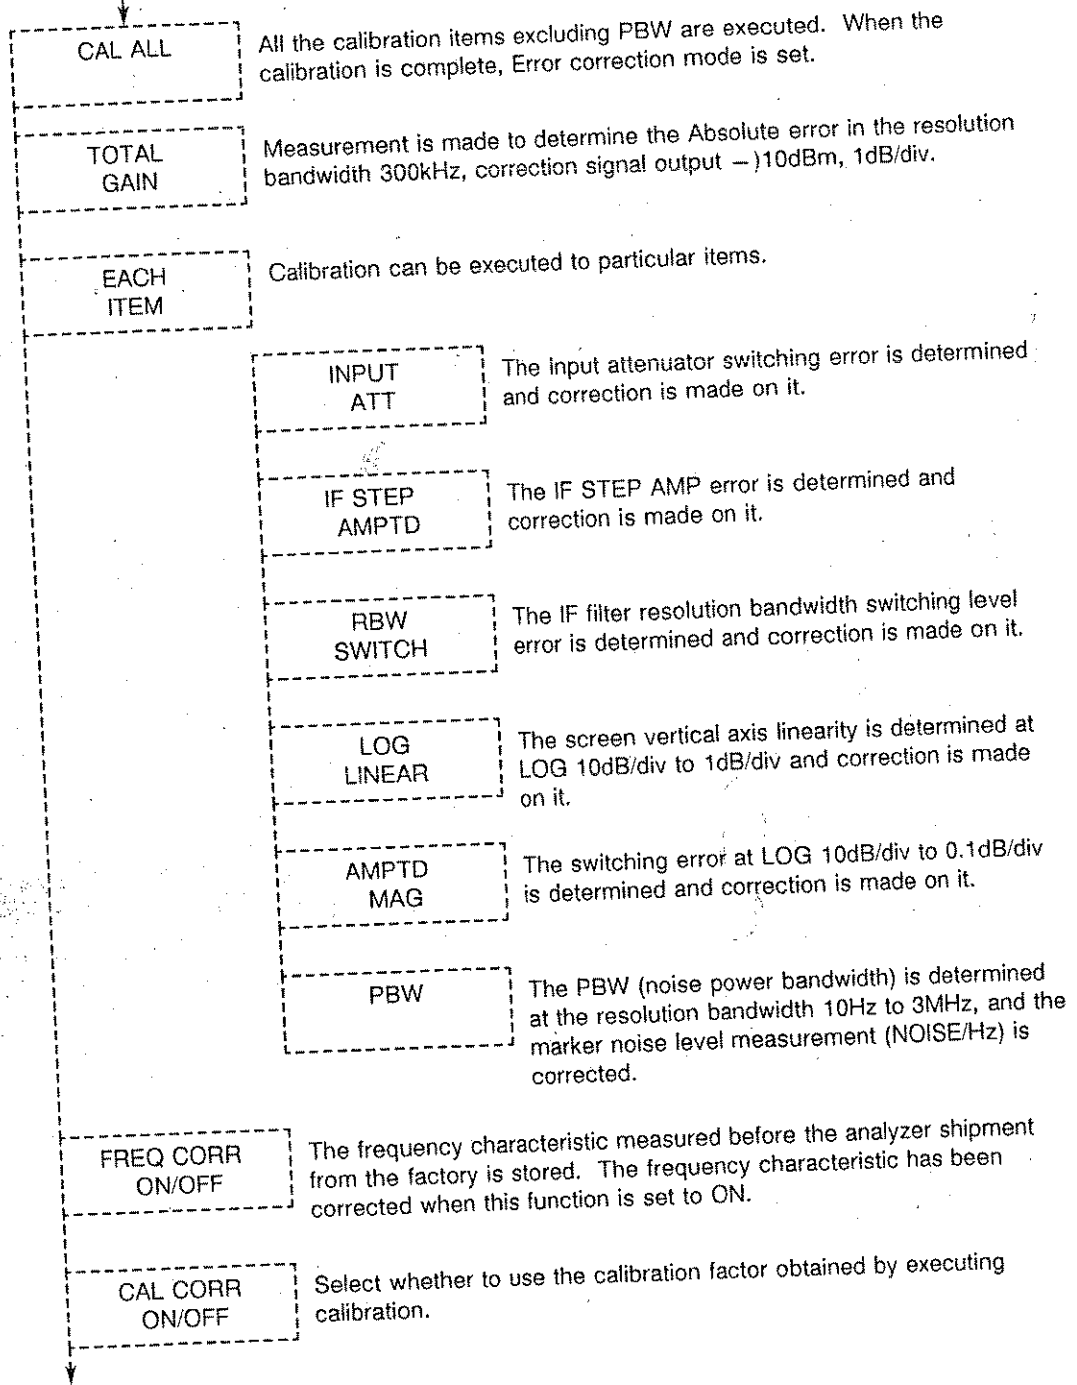 CAL ALL
All the calibration items excluding PBW are executed. When the
calibration is complete, Error correction mode is set.
TOTAL
GAIN
Measurement is made to determine the Absolute error in the resolution
bandwidth 300kHz, correction signal output —)10dBm, 1dB/div.
EACH
ITEM
Calibration can be executed to particular items.
INPUT
ATT
The input attenuator switching error is determined
and correction is made on it.
IF STEP
AMPTD
The IF STEP AMP error is determined and
correction is made on it.
RBW
SWITCH
The IF filter resolution bandwidth switching level
error is determined and correction is made on it.
LOG
LINEAR
The screen vertical axis linearity is determined at
LOG 10dB/div to 1dB/div and correction is made
on it.
AMPTD
MAG
The switching error at LOG 10dB/div to 0.1dB/div
is determined and correction is made on it.
PBW
The PBW (noise power bandwidth) is determined
at the resolution bandwidth 10Hz to 3MHz, and the
marker noise level measurement (NOISE/Hz) is
corrected.
FREQ CORR
ON/OFF
The frequency characteristic measured before the analyzer shipment
from the factory is stored. The frequency characteristic has been
corrected when this function is set to ON.
CAL CORR
ON/OFF
Select whether to use the calibration factor obtained by executing
calibration.